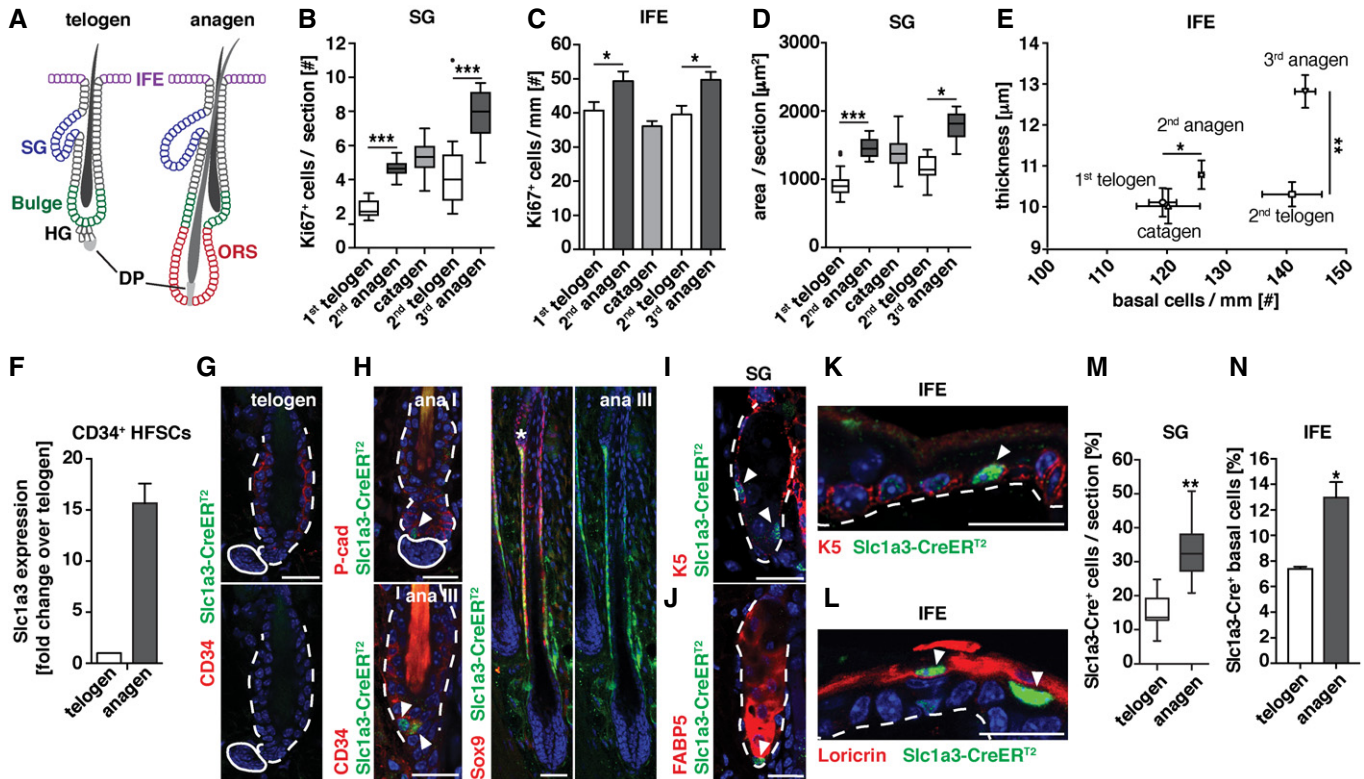 A
telogen
anagen
IFE
SG
Bulge
HG
DP
ORS
B
SG
Ki67⁺ cells / section [#]
12
10
8
6
4
2
0
***
***
1ˢᵗ telogen
2ⁿᵈ anagen
catagen
2ⁿᵈ telogen
3ʳᵈ anagen
C
IFE
Ki67⁺ cells / mm [#]
60
50
40
30
20
10
0
*
*
1ˢᵗ telogen
2ⁿᵈ anagen
catagen
2ⁿᵈ telogen
3ʳᵈ anagen
D
SG
area / section [µm²]
3000
2000
1000
0
***
*
1ˢᵗ telogen
2ⁿᵈ anagen
catagen
2ⁿᵈ telogen
3ʳᵈ anagen
E
IFE
thickness [µm]
14
13
12
11
10
9
3ʳᵈ anagen
2ⁿᵈ anagen
*
**
1ˢᵗ telogen
catagen
2ⁿᵈ telogen
100 110 120 130 140 150
basal cells / mm [#]
F
CD34⁺ HFSCs
Slc1a3 expression
[fold change over telogen]
20
15
10
5
0
telogen
anagen
G
telogen
CD34 Slc1a3-CreERᵀ²
H
ana I
P-cad
Slc1a3-CreERᵀ²
ana III
CD34
Slc1a3-CreERᵀ²
*
ana III
Sox9 Slc1a3-CreERᵀ²
I
SG
K5
Slc1a3-CreERᵀ²
J
FABP5
Slc1a3-CreERᵀ²
K
IFE
K5 Slc1a3-CreERᵀ²
L
IFE
Loricrin Slc1a3-CreERᵀ²
M
SG
Slc1a3-Cre⁺ cells / section [%]
60
50
40
30
20
10
0
**
telogen
anagen
N
IFE
Slc1a3-Cre⁺ basal cells [%]
16
14
12
10
8
6
4
2
0
*
telogen
anagen